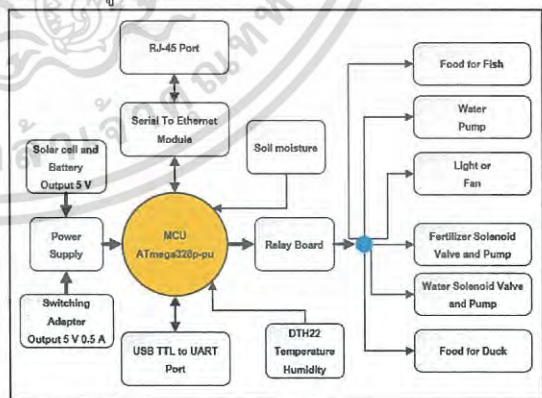 RJ-45 Port
Serial To Ethernet
Module
Solar cell and
Battery
Output 5 V
Soil moisture
Power
Supply
MCU
ATmega328p-pu
Relay Board
Switching
Adapter
Output 5 V 0.5 A
USB TTL to UART
Port
DTH22
Temperature
Humidity
Food for Fish
Water
Pump
Light or
Fan
Fertilizer Solenoid
Valve and Pump
Water Solenoid Valve
and Pump
Food for Duck